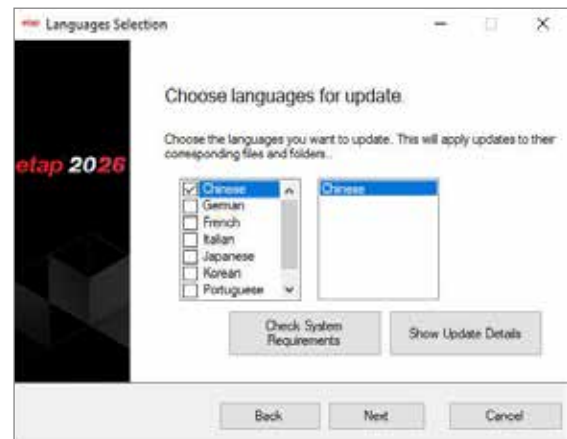 etap Languages Selection
etap 2026
Choose languages for update
Choose the languages you want to update. This will apply updates to their
corresponding files and folders..
Chinese
German
French
Italian
Japanese
Korean
Portuguese
Chinese
Check System
Requirements
Show Update Details
Back
Next
Cancel